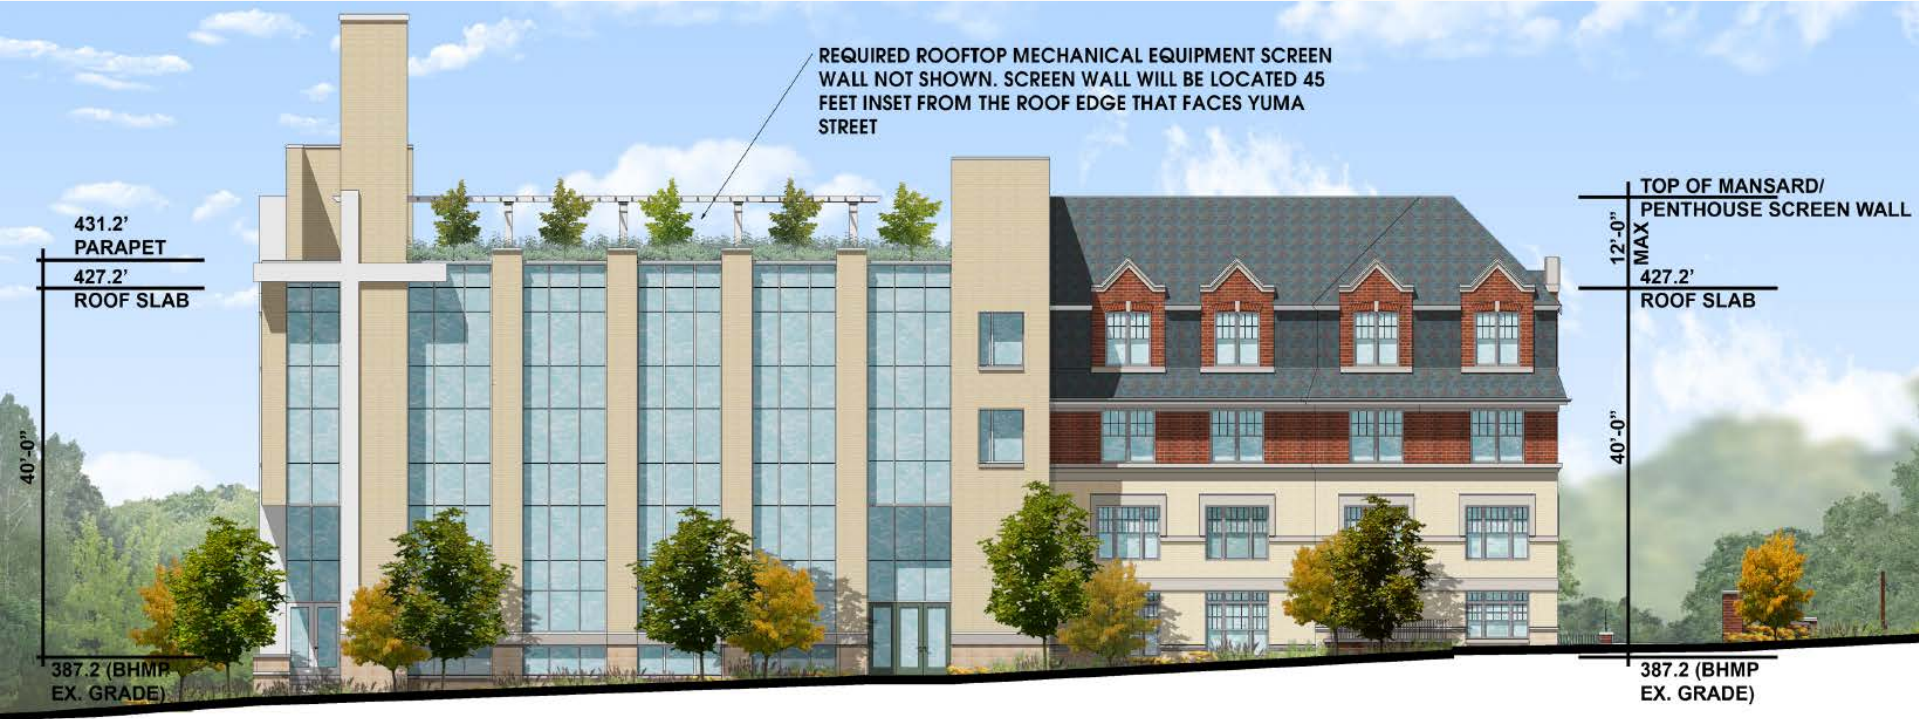 REQUIRED ROOFTOP MECHANICAL EQUIPMENT SCREEN
WALL NOT SHOWN. SCREEN WALL WILL BE LOCATED 45
FEET INSET FROM THE ROOF EDGE THAT FACES YUMA
STREET
431.2’
PARAPET
427.2’
ROOF SLAB
40’-0”
387.2 (BHMP
EX. GRADE)
TOP OF MANSARD/
PENTHOUSE SCREEN WALL
12’-0”
MAX
427.2’
ROOF SLAB
40’-0”
387.2 (BHMP
EX. GRADE)